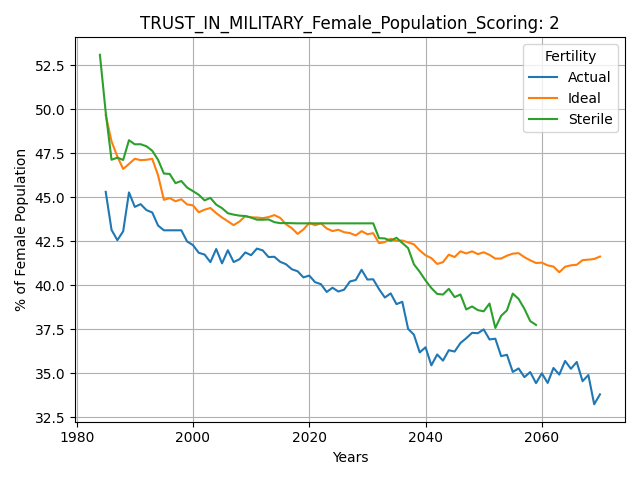 TRUST_IN_MILITARY_Female_Population_Scoring: 2
Fertility
Actual
Ideal
Sterile
% of Female Population
52.5
50.0
47.5
45.0
42.5
40.0
37.5
35.0
32.5
1980
2000
2020
2040
2060
Years